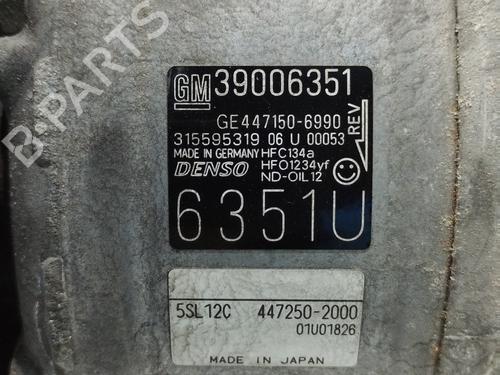 B-PARTS
GM 39006351
GE447150-6990
315595319 06 U 00053
MADE IN GERMANY HFC134a
DENSO HFO1234yf
ND-OIL12
REV
6351U
5SL12C 447250-2000
01U01826
MADE IN JAPAN